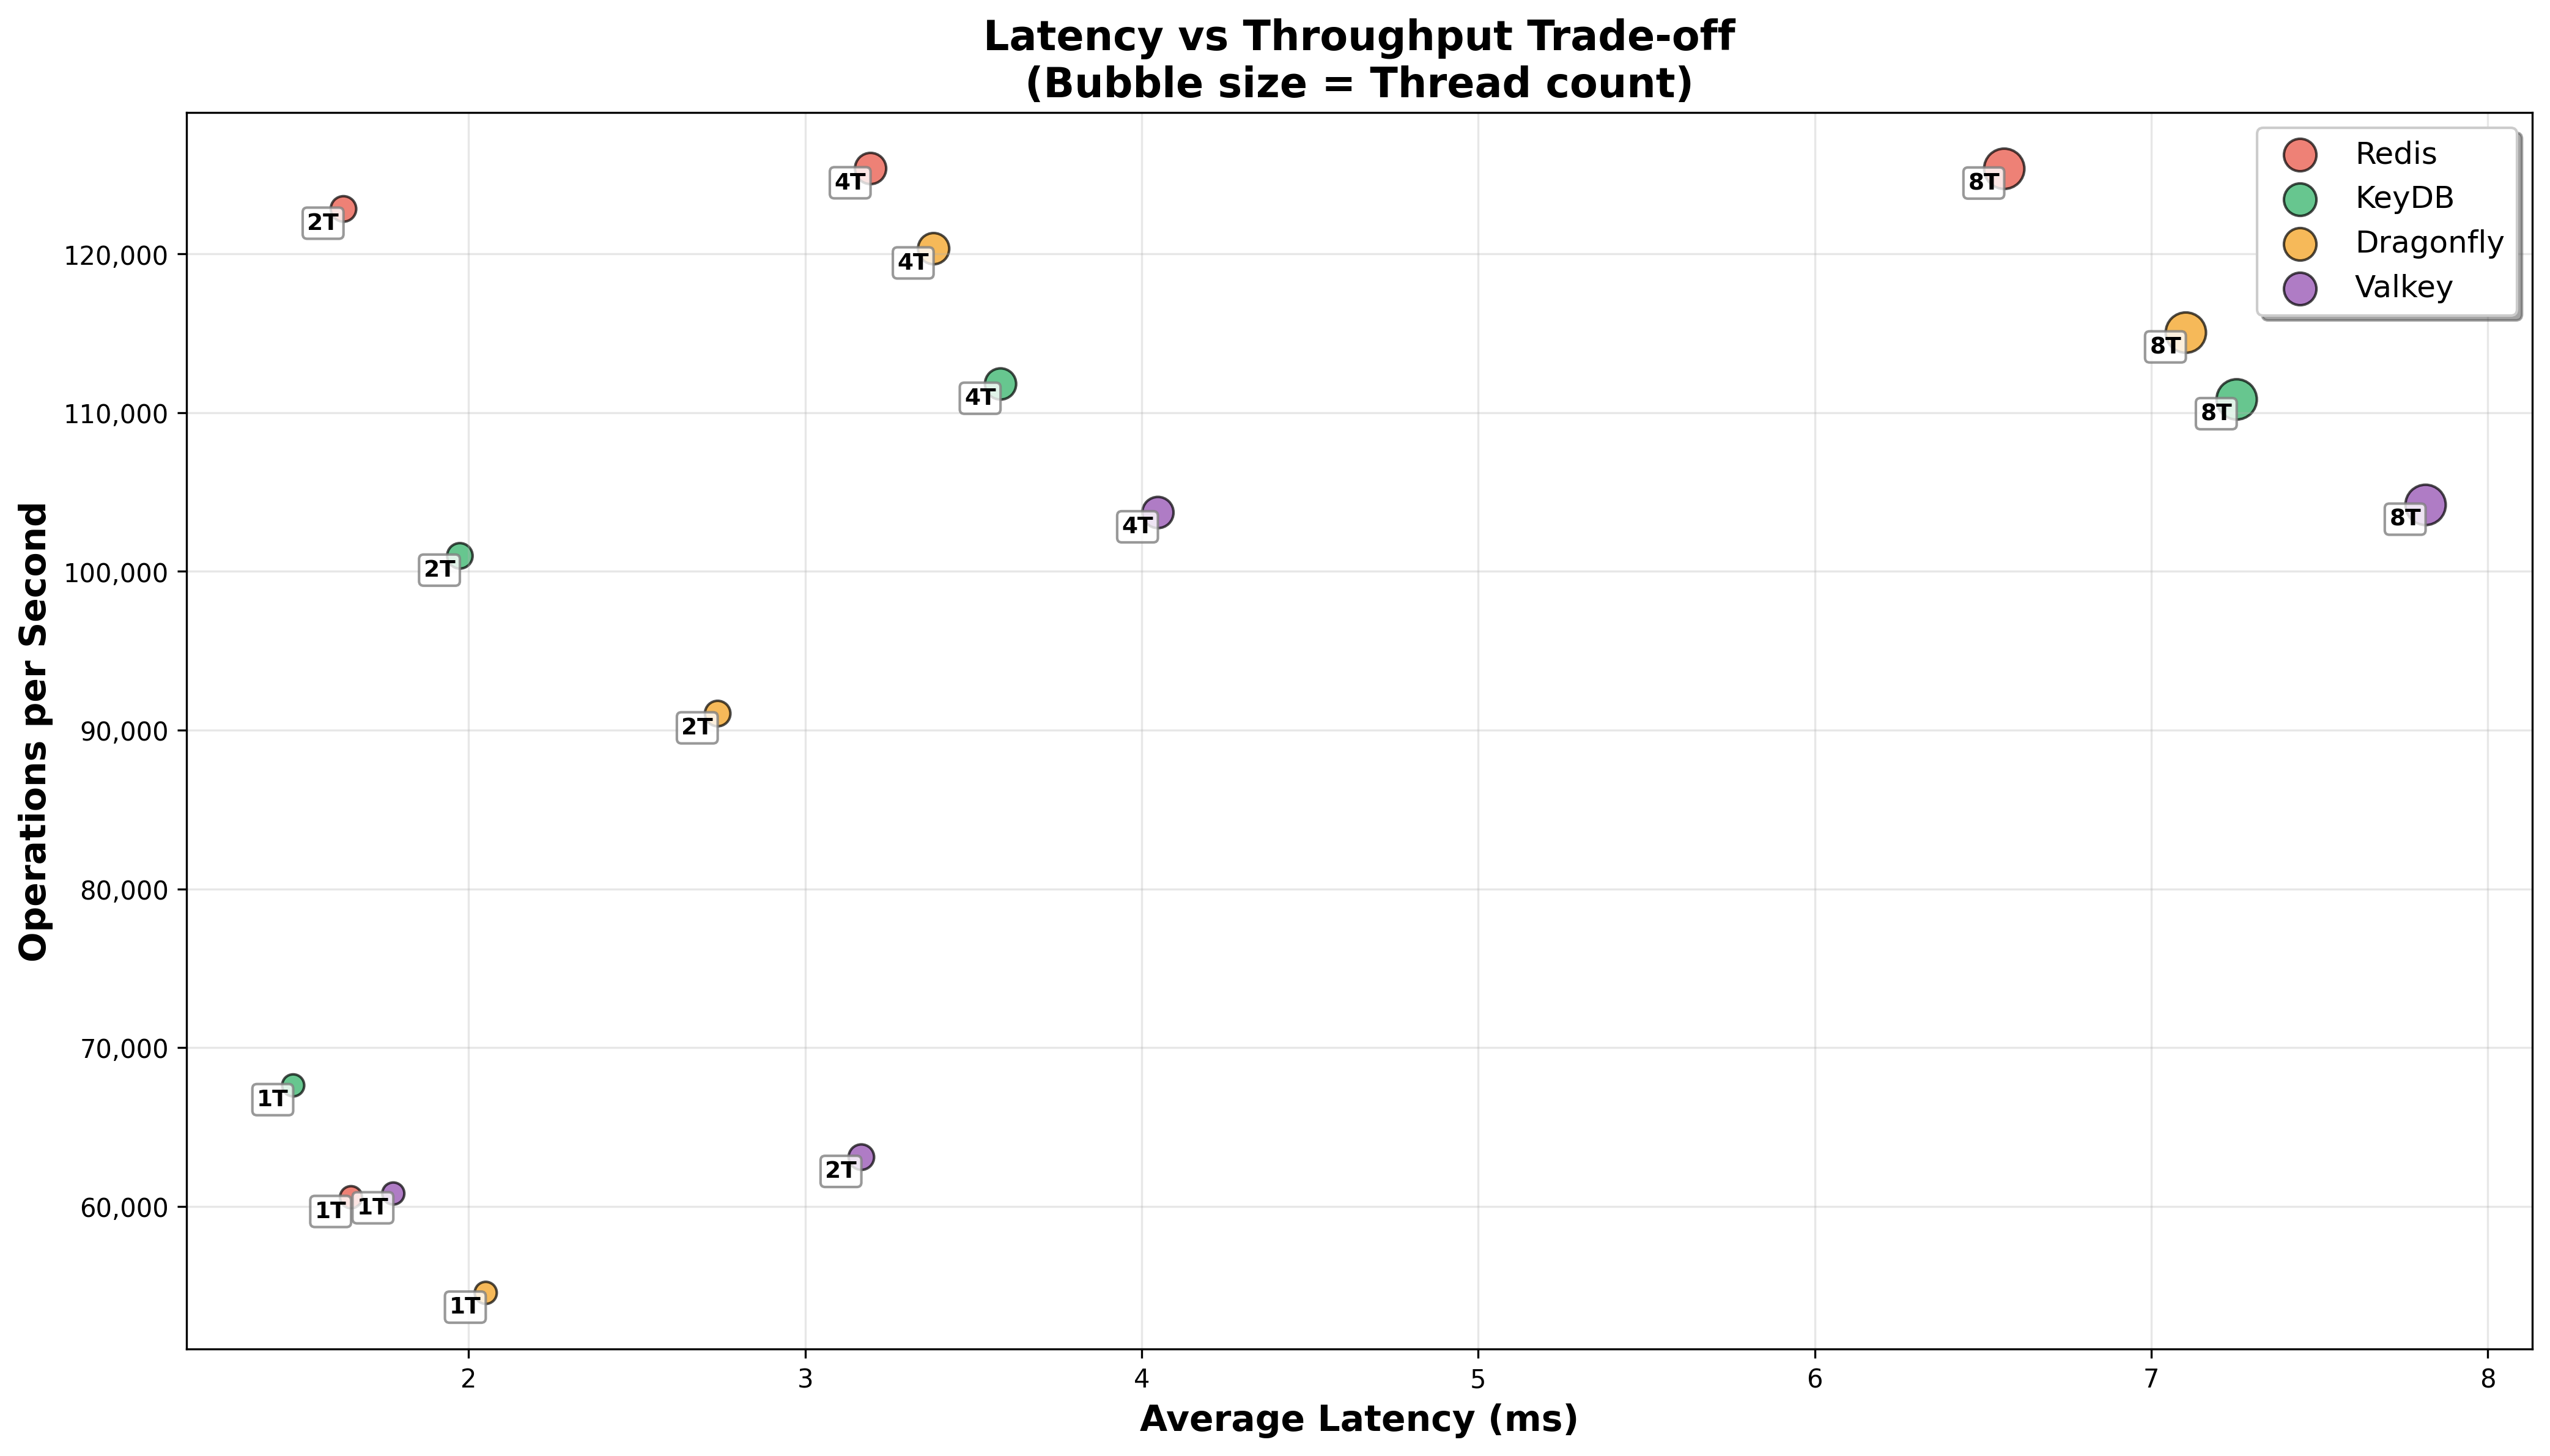 Latency vs Throughput Trade-off
(Bubble size = Thread count)
Redis
KeyDB
Dragonfly
Valkey
4T
8T
2T
4T
8T
4T
8T
4T
8T
2T
2T
1T
2T
1T
1T
1T
120,000
110,000
100,000
90,000
80,000
70,000
60,000
Operations per Second
2
3
4
5
6
7
8
Average Latency (ms)